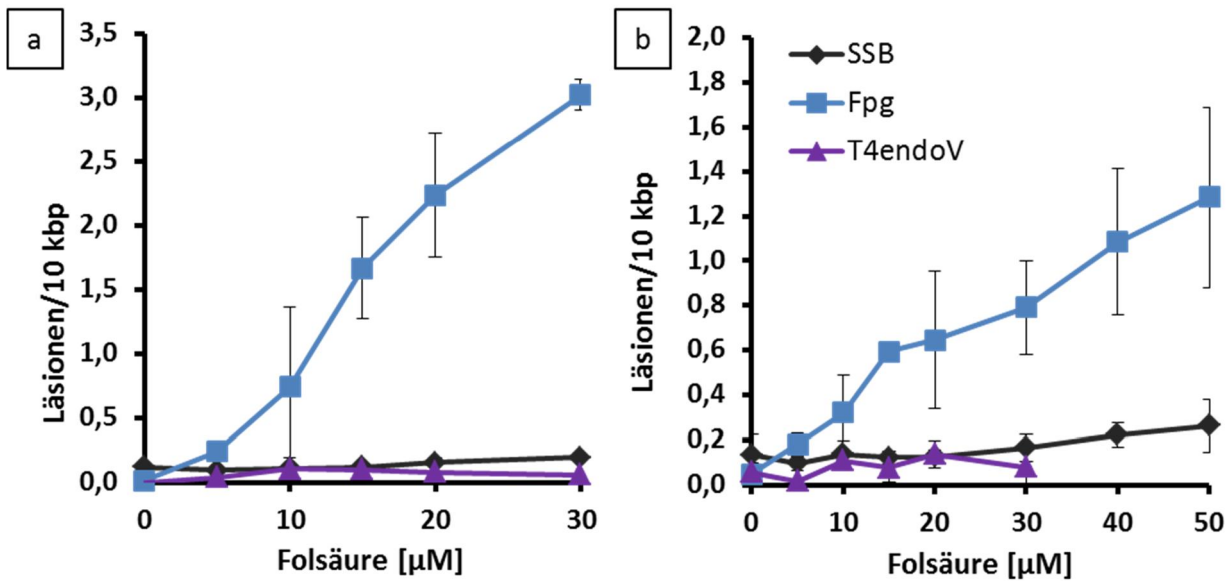 a
3,5
3,0
2,5
2,0
1,5
1,0
0,5
0,0
Läsionen/10 kbp
0 10 20 30
Folsäure [µM]
b
2,0
1,8
1,6
1,4
1,2
1,0
0,8
0,6
0,4
0,2
0,0
Läsionen/10 kbp
SSB
Fpg
T4endoV
0 10 20 30 40 50
Folsäure [µM]